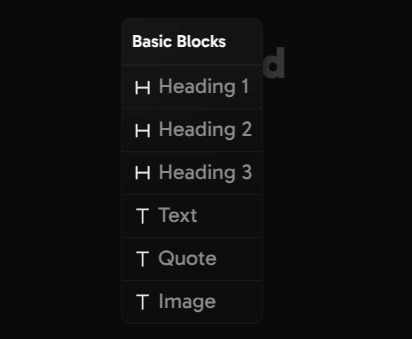 Basic Blocks
d
H Heading 1
H Heading 2
H Heading 3
T Text
T Quote
T Image